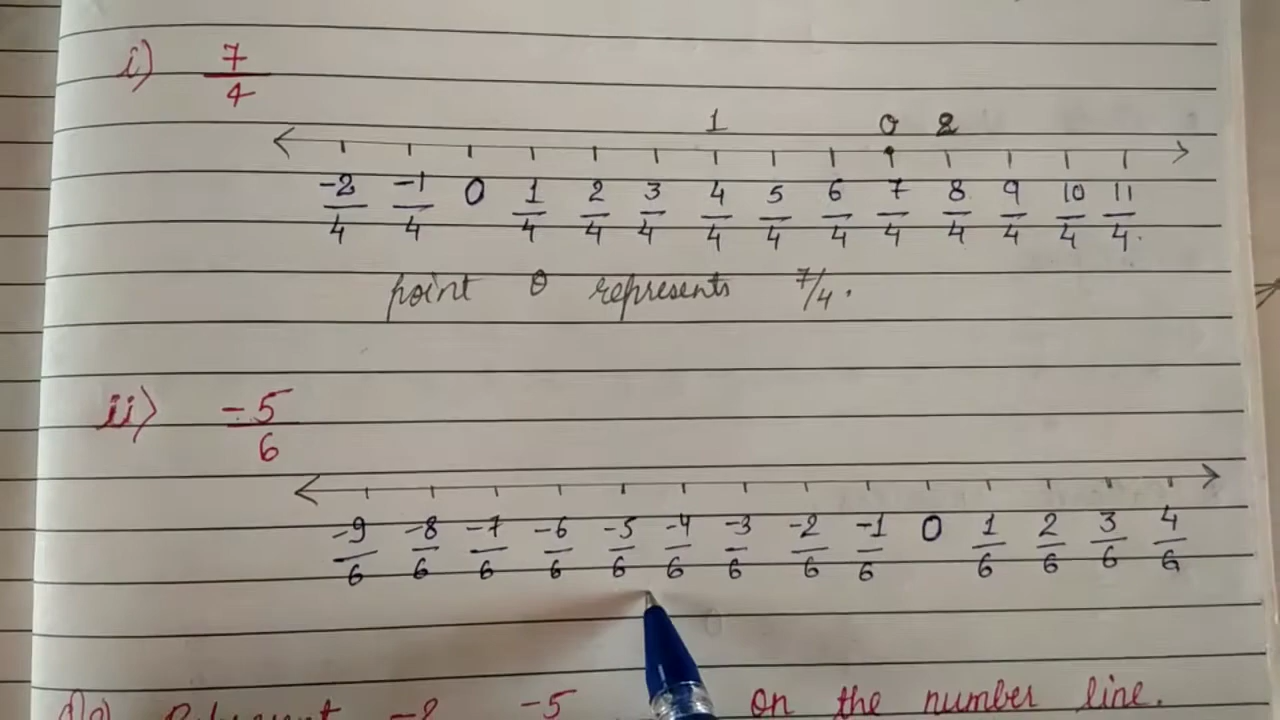 i) 7/4
1 0 2
-2/4 -1/4 0 1/4 2/4 3/4 4/4 5/4 6/4 7/4 8/4 9/4 10/4 11/4.
point θ represents 7/4.
ii) -5/6
-9/6 -8/6 -7/6 -6/6 -5/6 -4/6 -3/6 -2/6 -1/6 0 1/6 2/6 3/6 4/6
-2 -5 on the number line.